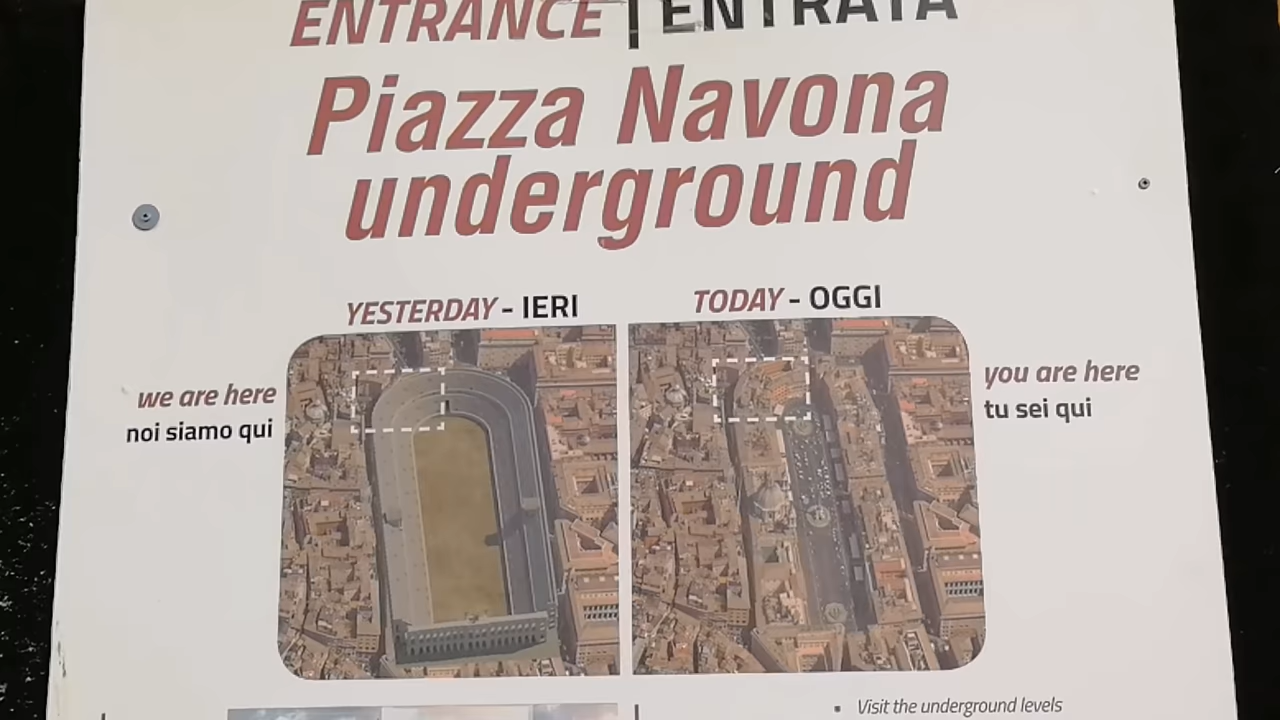 ENTRANCE | ENTRATA
Piazza Navona
underground
YESTERDAY - IERI
TODAY - OGGI
we are here
noi siamo qui
you are here
tu sei qui
▪ Visit the underground levels